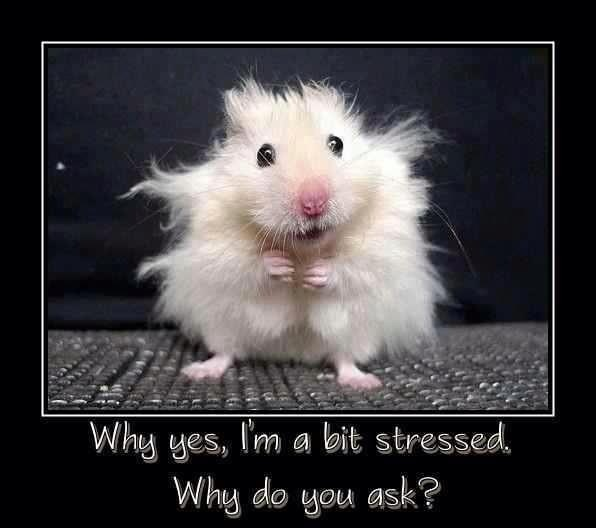 Why yes, I'm a bit stressed.
Why do you ask?